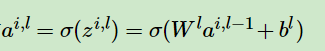 a^{i,l} = σ(z^{i,l}) = σ(W^l a^{i,l-1} + b^l)